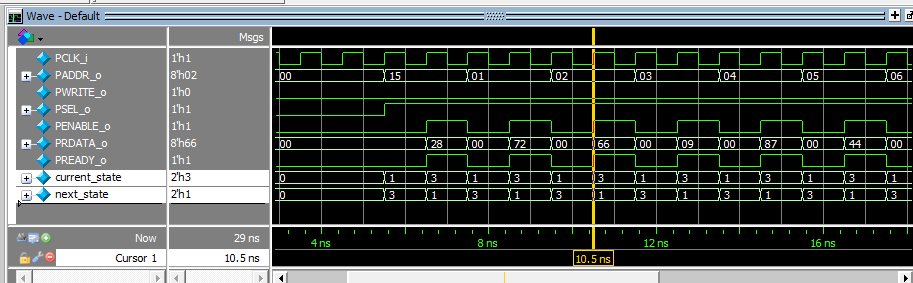 Wave - Default
Msgs
PCLK_i 1'h1
PADDR_o 8'h02 00 15 01 02 03 04 05 06
PWRITE_o 1'h0
PSEL_o 1'h1
PENABLE_o 1'h1
PRDATA_o 8'h66 00 28 00 72 00 66 00 09 00 87 00 44 00
PREADY_o 1'h1
current_state 2'h3 0 1 3 1 3 1 3 1 3 1 3 1 3 1
next_state 2'h1 0 3 1 3 1 3 1 3 1 3 1 3 1 3
Now 29 ns 4 ns 8 ns 12 ns 16 ns
Cursor 1 10.5 ns 10.5 ns